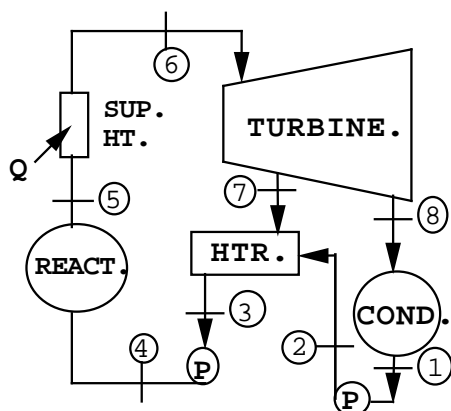 6
SUP.
HT.
TURBINE.
Q
7
5
8
REACT.
HTR.
3
COND.
4
2
1
P
P